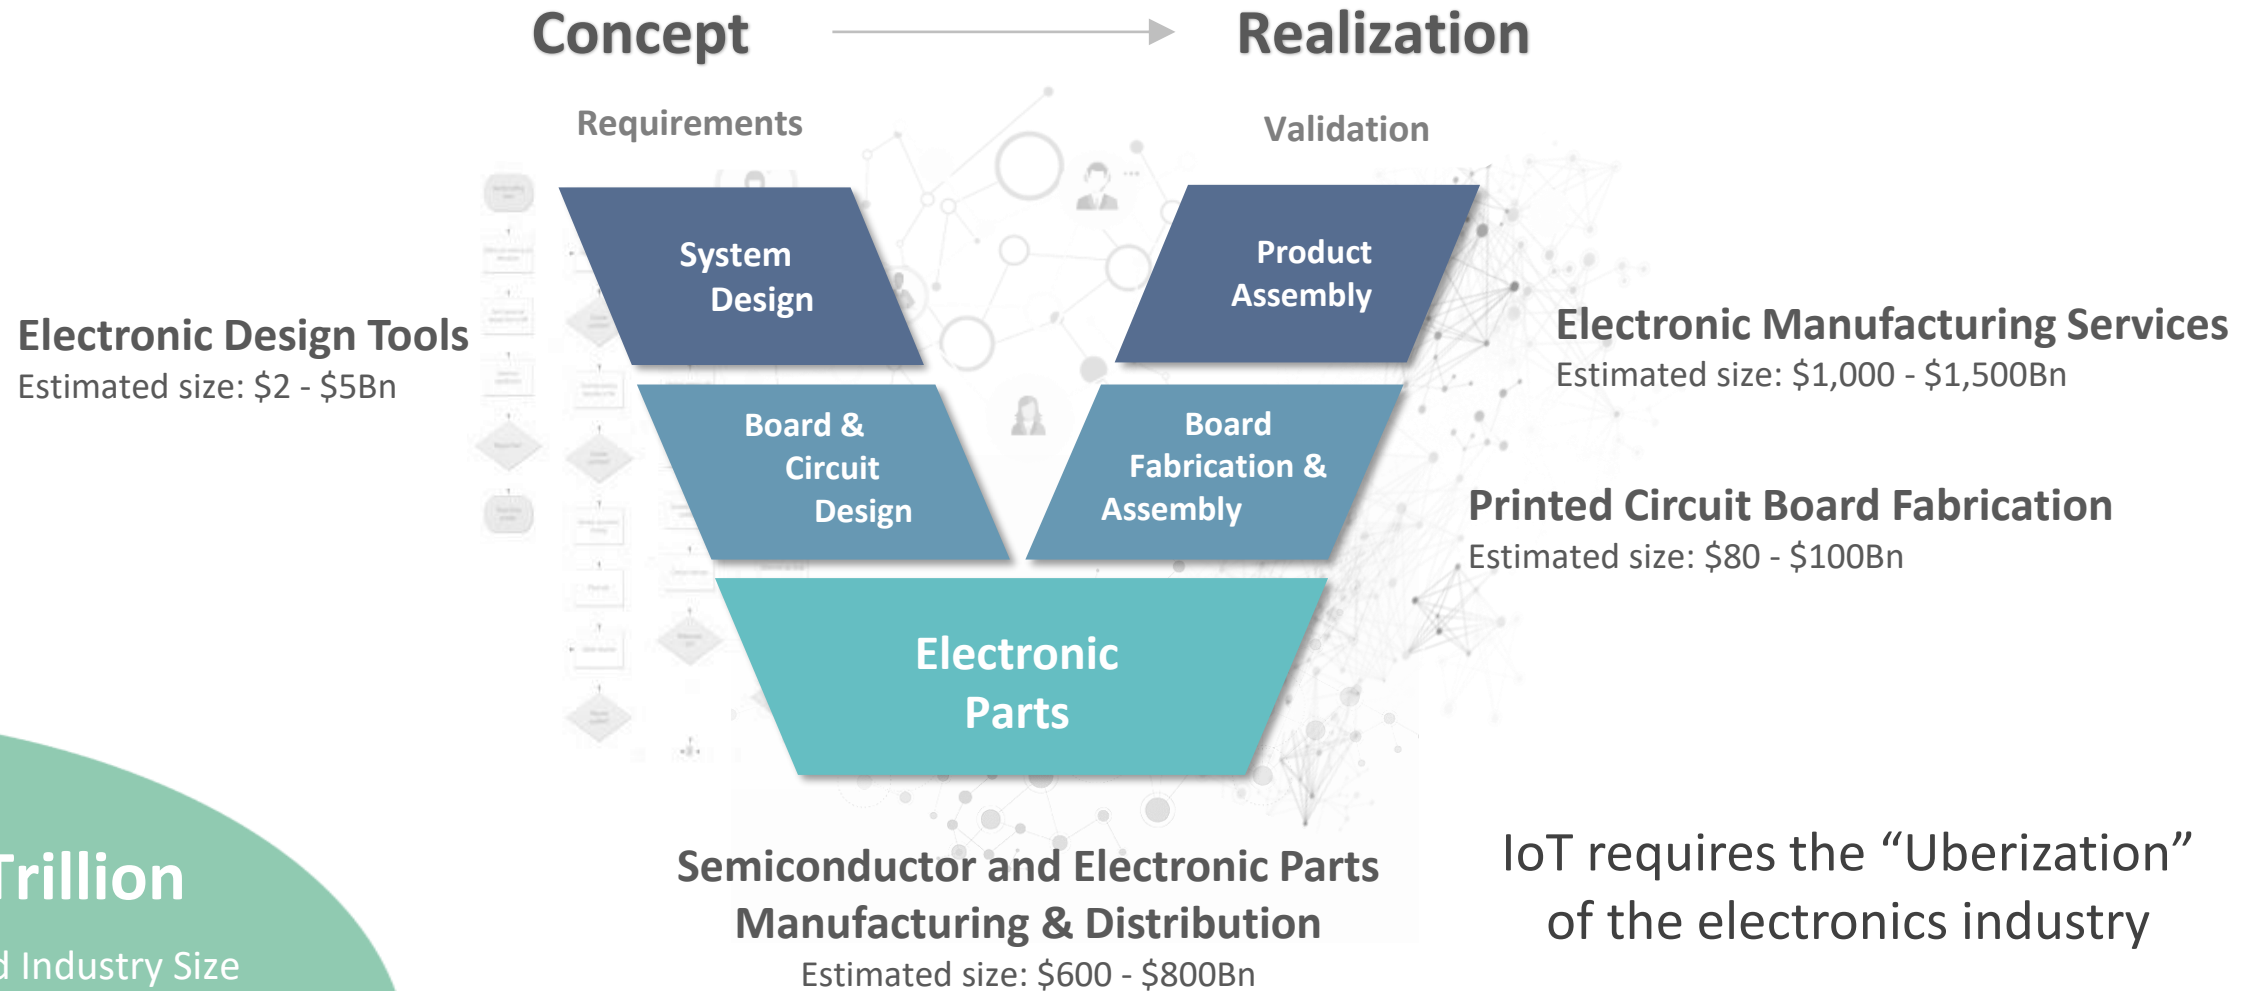 Concept
Realization
Requirements
Validation
System
Design
Product
Assembly
Electronic Design Tools
Estimated size: $2 - $5Bn
Electronic Manufacturing Services
Estimated size: $1,000 - $1,500Bn
Board &
Circuit
Design
Board
Fabrication &
Assembly
Printed Circuit Board Fabrication
Estimated size: $80 - $100Bn
Electronic
Parts
Trillion
Industry Size
Semiconductor and Electronic Parts
Manufacturing & Distribution
Estimated size: $600 - $800Bn
IoT requires the “Uberization”
of the electronics industry